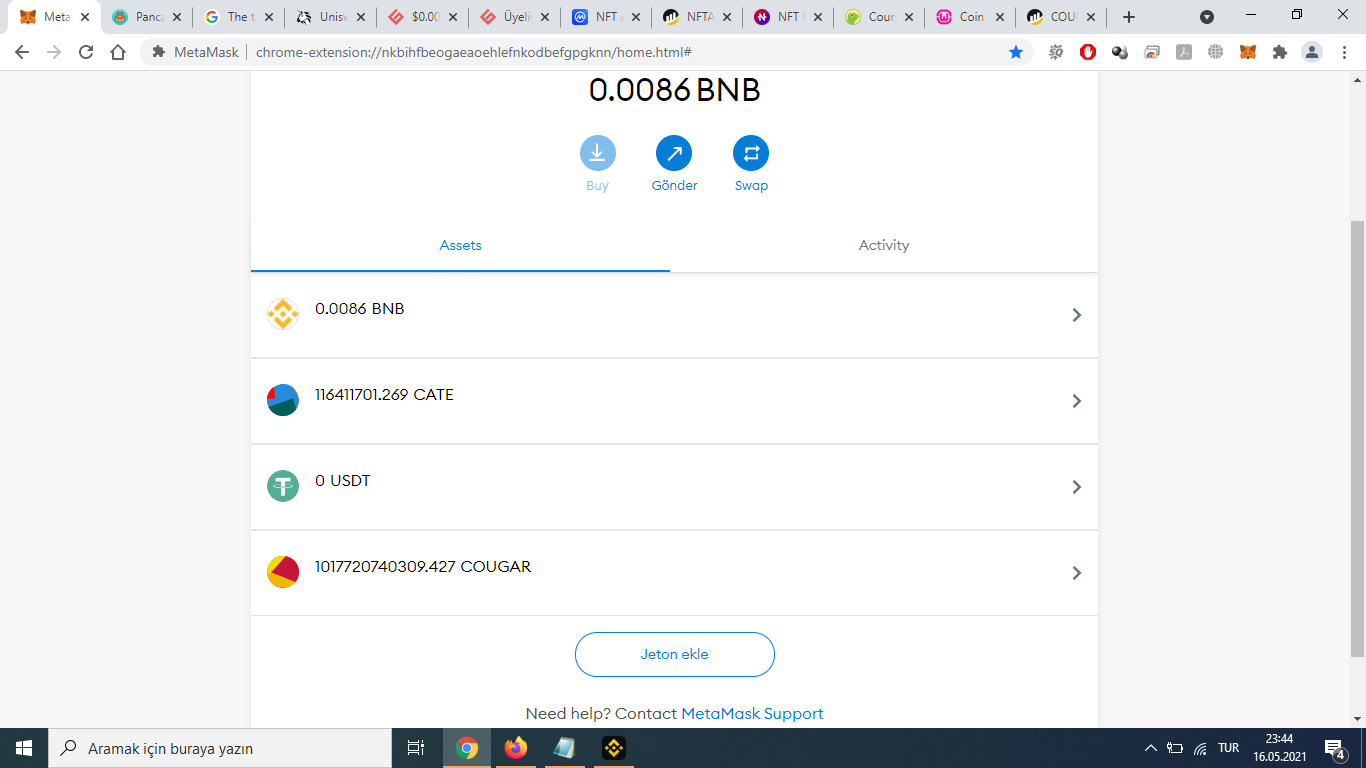 Meta
Panca
The t
Unisv
$0.00
Üyeli
NFT
NFTA
NFT
Cour
Coin
COU
MetaMask
chrome-extension://nkbihfbeogaeaoehlefnkodbefgpgknn/home.html#
0.0086 BNB
Buy
Gönder
Swap
Assets
Activity
0.0086 BNB
116411701.269 CATE
0 USDT
1017720740309.427 COUGAR
Jeton ekle
Need help? Contact MetaMask Support
Aramak için buraya yazın
TUR
23:44
16.05.2021
4